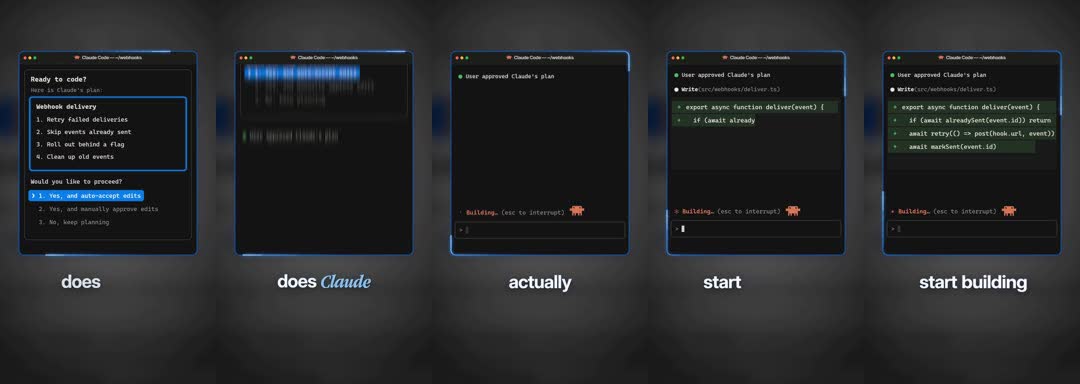 Claude Code — ~/webhooks
Ready to code?
Here is Claude's plan:
Webhook delivery
1. Retry failed deliveries
2. Skip events already sent
3. Roll out behind a flag
4. Clean up old events
Would you like to proceed?
❯ 1. Yes, and auto-accept edits
2. Yes, and manually approve edits
3. No, keep planning
does
Claude Code — ~/webhooks
does Claude
Claude Code — ~/webhooks
User approved Claude's plan
Building… (esc to interrupt)
>
actually
Claude Code — ~/webhooks
User approved Claude's plan
Write(src/webhooks/deliver.ts)
+ export async function deliver(event) {
+ if (await already
Building… (esc to interrupt)
>
start
Claude Code — ~/webhooks
User approved Claude's plan
Write(src/webhooks/deliver.ts)
+ export async function deliver(event) {
+ if (await alreadySent(event.id)) return
+ await retry(() => post(hook.url, event))
+ await markSent(event.id)
Building… (esc to interrupt)
>
start building